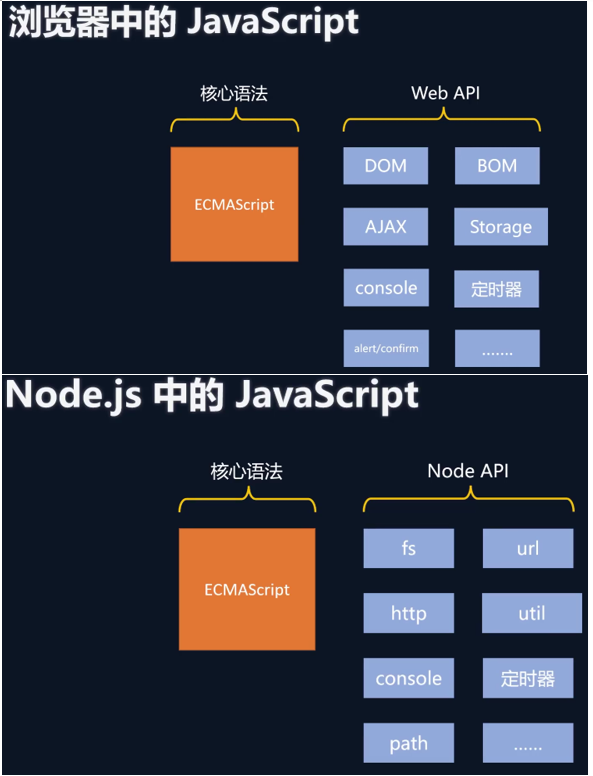 浏览器中的 JavaScript
核心语法
Web API
ECMAScript
DOM
BOM
AJAX
Storage
console
定时器
alert/confirm
.......
Node.js 中的 JavaScript
核心语法
Node API
ECMAScript
fs
url
http
util
console
定时器
path
......